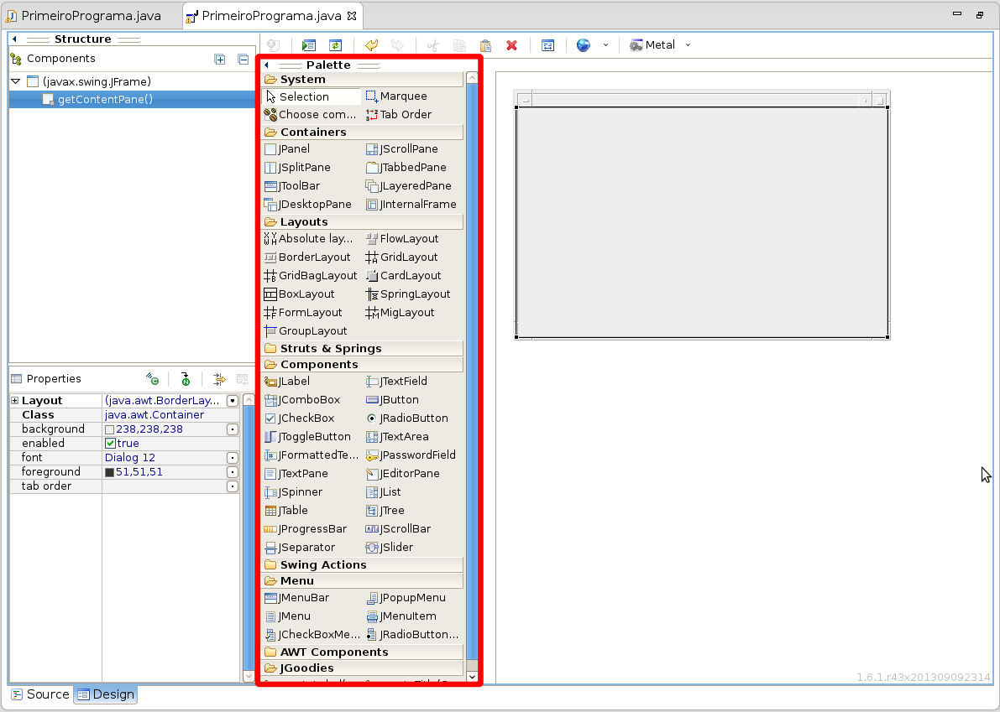 PrimeiroPrograma.java
PrimeiroPrograma.java
Structure
Components
(javax.swing.JFrame)
getContentPane()
Properties
Layout (java.awt.BorderLay...
Class java.awt.Container
background 238,238,238
enabled true
font Dialog 12
foreground 51,51,51
tab order
Metal
Palette
System
Selection Marquee
Choose com... Tab Order
Containers
JPanel JScrollPane
JSplitPane JTabbedPane
JToolBar JLayeredPane
JDesktopPane JInternalFrame
Layouts
Absolute lay... FlowLayout
BorderLayout GridLayout
GridBagLayout CardLayout
BoxLayout SpringLayout
FormLayout MigLayout
GroupLayout
Struts & Springs
Components
JLabel JTextField
JComboBox JButton
JCheckBox JRadioButton
JToggleButton JTextArea
JFormattedTe... JPasswordField
JTextPane JEditorPane
JSpinner JList
JTable JTree
JProgressBar JScrollBar
JSeparator JSlider
Swing Actions
Menu
JMenuBar JPopupMenu
JMenu JMenuItem
JCheckBoxMe... JRadioButton...
AWT Components
JGoodies
1.6.1.r43x201309092314
Source Design